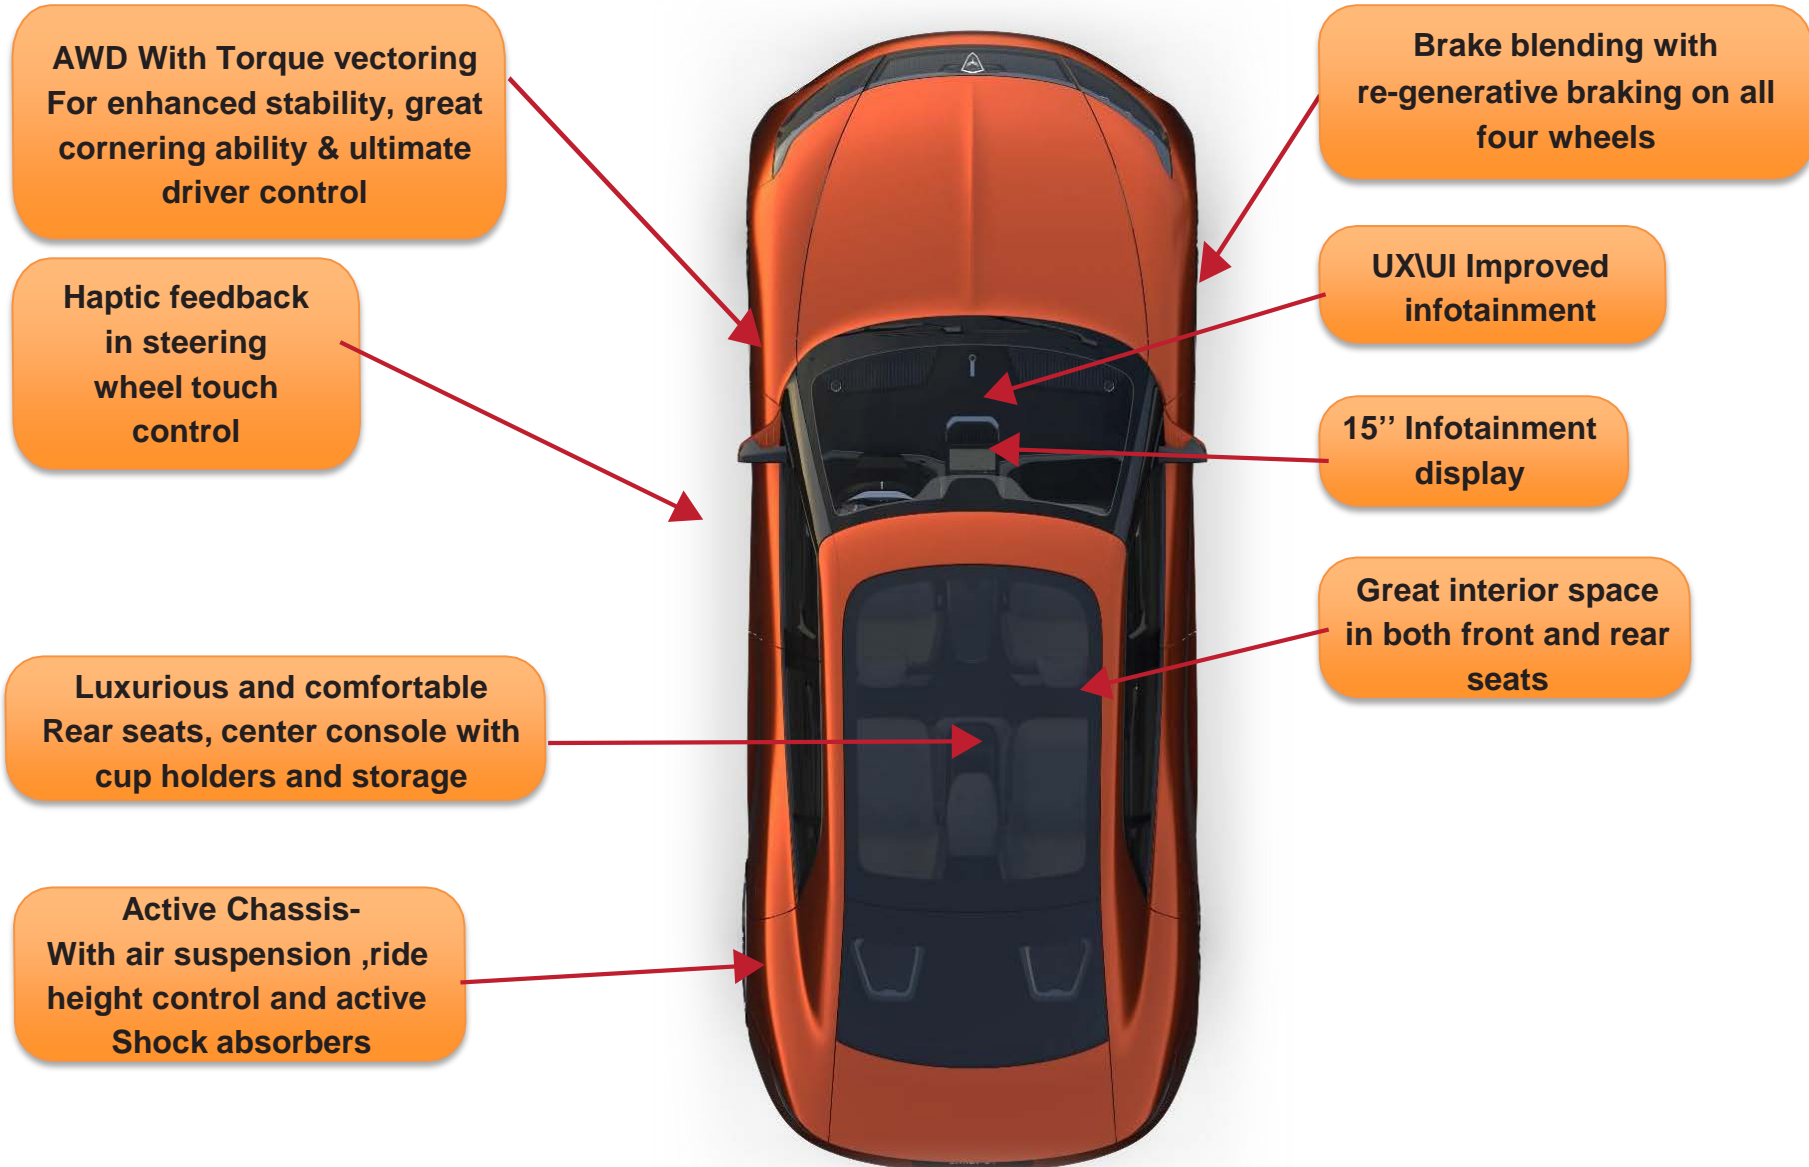 AWD With Torque vectoring
For enhanced stability, great
cornering ability & ultimate
driver control
Haptic feedback
in steering
wheel touch
control
Luxurious and comfortable
Rear seats, center console with
cup holders and storage
Active Chassis-
With air suspension ,ride
height control and active
Shock absorbers
Brake blending with
re-generative braking on all
four wheels
UX\UI Improved
infotainment
15’’ Infotainment
display
Great interior space
in both front and rear
seats